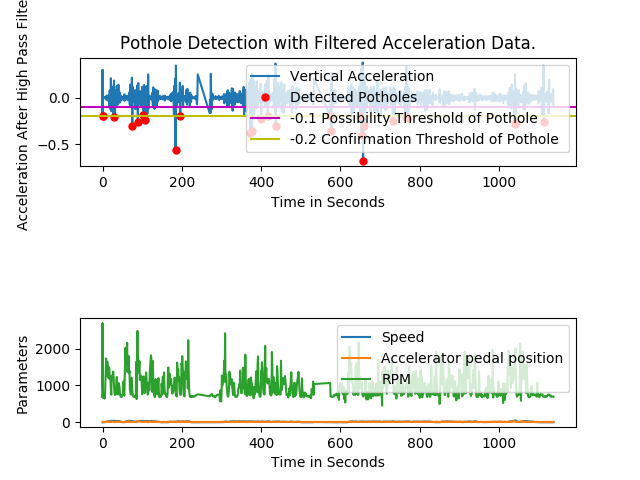 Pothole Detection with Filtered Acceleration Data.
Acceleration After High Pass Filte
0.0
−0.5
Vertical Acceleration
Detected Potholes
-0.1 Possibility Threshold of Pothole
-0.2 Confirmation Threshold of Pothole
0 200 400 600 800 1000
Time in Seconds
Parameters
2000
1000
0
Speed
Accelerator pedal position
RPM
0 200 400 600 800 1000
Time in Seconds